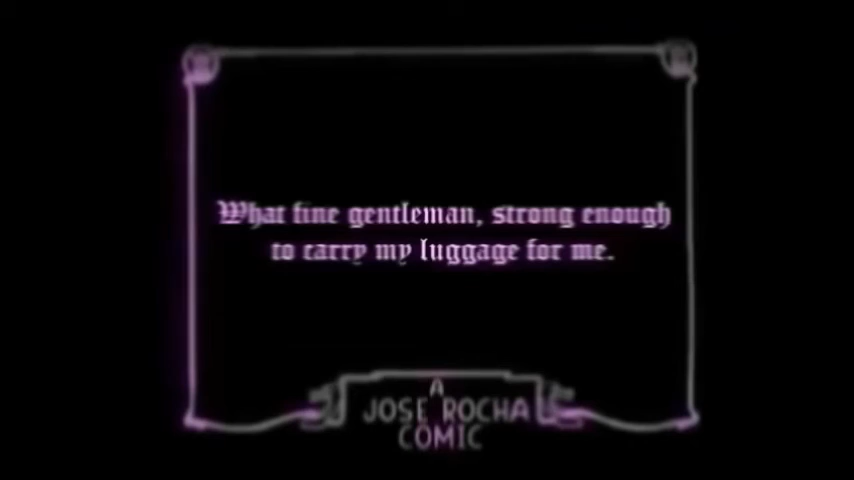 What fine gentleman, strong enough
to carry my luggage for me.
A
JOSE ROCHA
COMIC